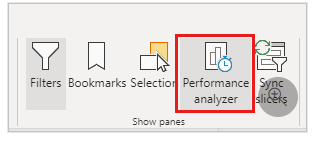 Filters Bookmarks Selection Performance Sync
analyzer slicers
Show panes